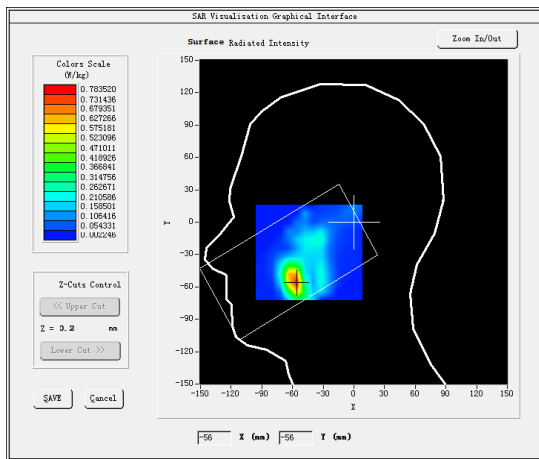 SAR Visualisation Graphical Interface
Surface Radiated Intensity
Zoom In/Out
Colors Scale
(W/kg)
0.783520
0.731436
0.679351
0.627266
0.575181
0.523096
0.471011
0.418926
0.366841
0.314756
0.262671
0.210586
0.158501
0.106416
0.054331
0.002246
Z-Cuts Control
<< Upper Cut
Z = 0.2 mm
Lower Cut >>
SAVE
Cancel
150
120
90
60
30
0
-30
-60
-90
-120
-150
Y
-150 -120 -90 -60 -30 0 30 60 90 120 150
X
-56 X (mm) -56 Y (mm)